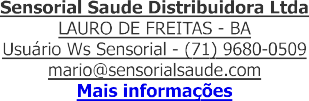 Sensorial Saude Distribuidora Ltda
LAURO DE FREITAS - BA
Usuário Ws Sensorial - (71) 9680-0509
mario@sensorialsaude.com
Mais informações